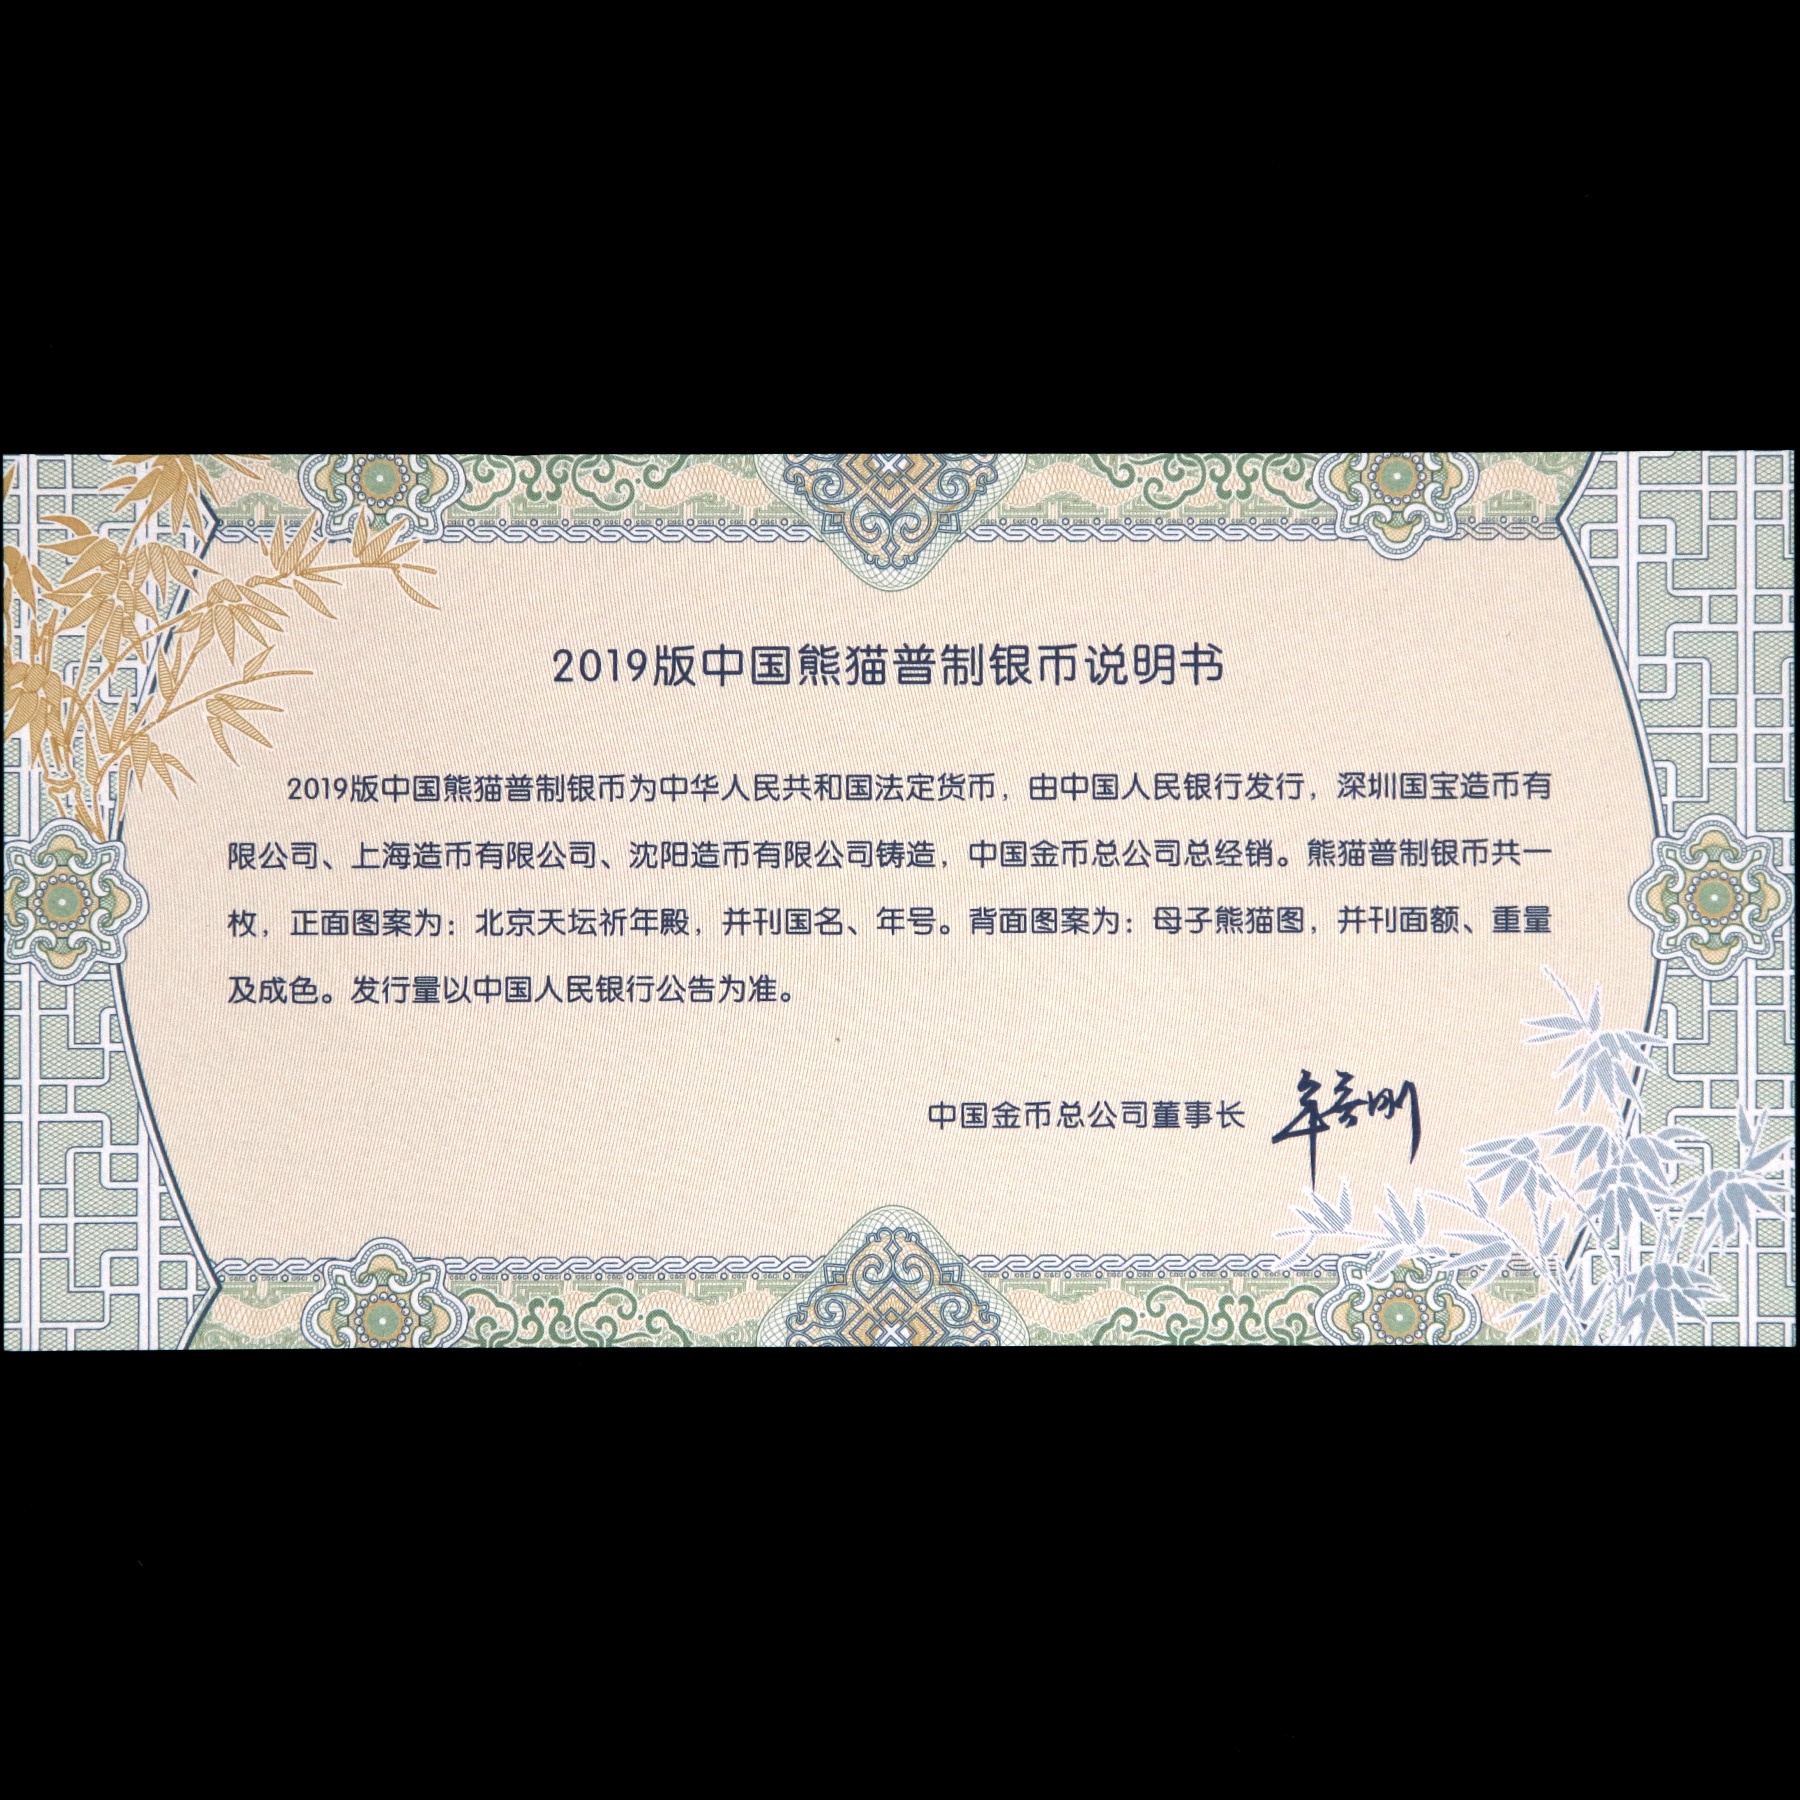 2019版中国熊猫普制银币说明书
2019版中国熊猫普制银币为中华人民共和国法定货币，由中国人民银行发行，深圳国宝造币有
限公司、上海造币有限公司、沈阳造币有限公司铸造，中国金币总公司总经销。熊猫普制银币共一
枚，正面图案为：北京天坛祈年殿，并刊国名、年号。背面图案为：母子熊猫图，并刊面额、重量
及成色。发行量以中国人民银行公告为准。
中国金币总公司董事长